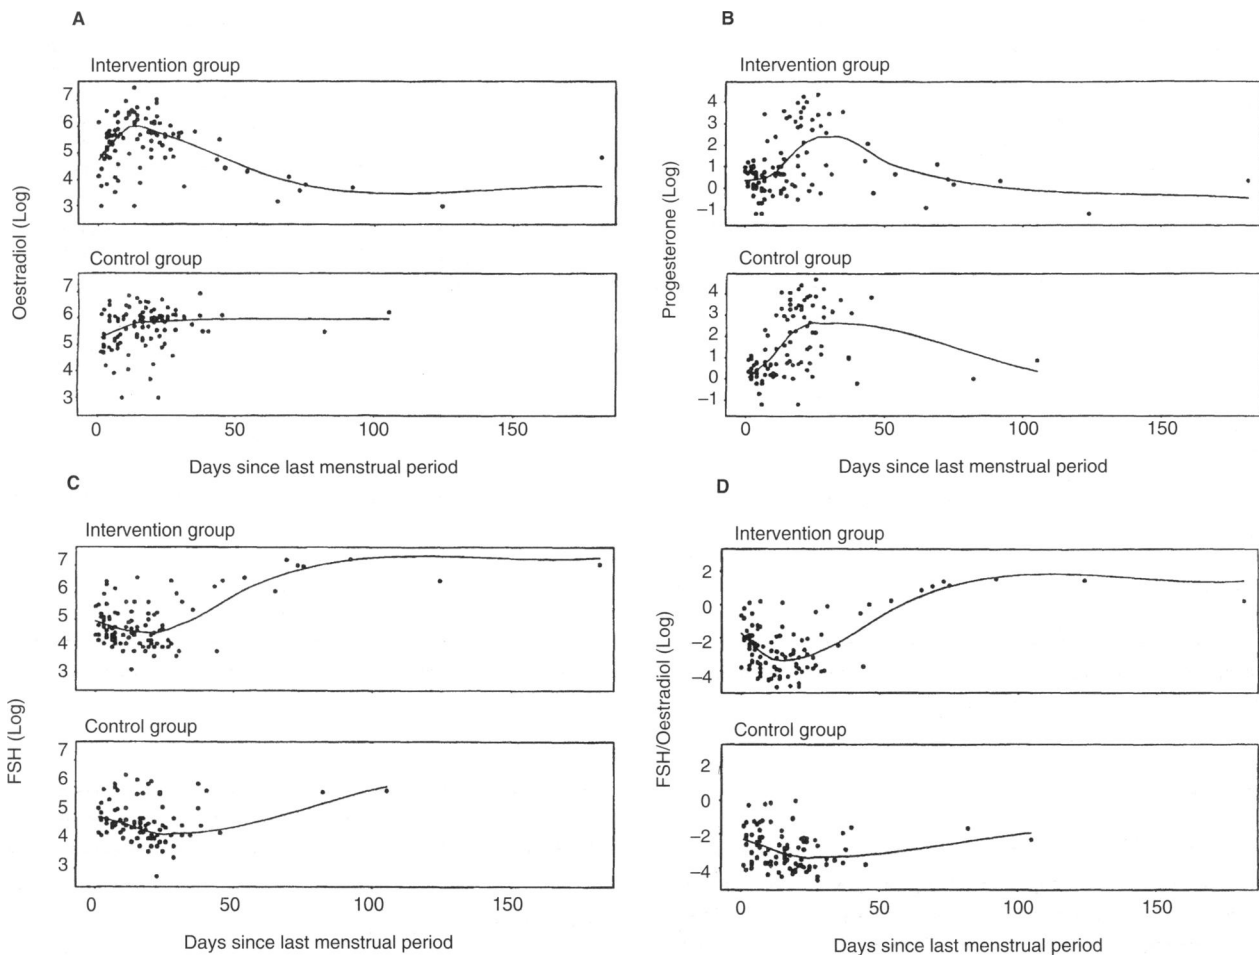 A
Intervention group
7
6
5
4
3
Control group
7
6
5
4
3
Oestradiol (Log)
0 50 100 150
Days since last menstrual period
B
Intervention group
4
3
2
1
0
–1
Control group
4
3
2
1
0
–1
Progesterone (Log)
0 50 100 150
Days since last menstrual period
C
Intervention group
7
6
5
4
3
Control group
7
6
5
4
3
FSH (Log)
0 50 100 150
Days since last menstrual period
D
Intervention group
2
0
–2
–4
Control group
2
0
–2
–4
FSH/Oestradiol (Log)
0 50 100 150
Days since last menstrual period